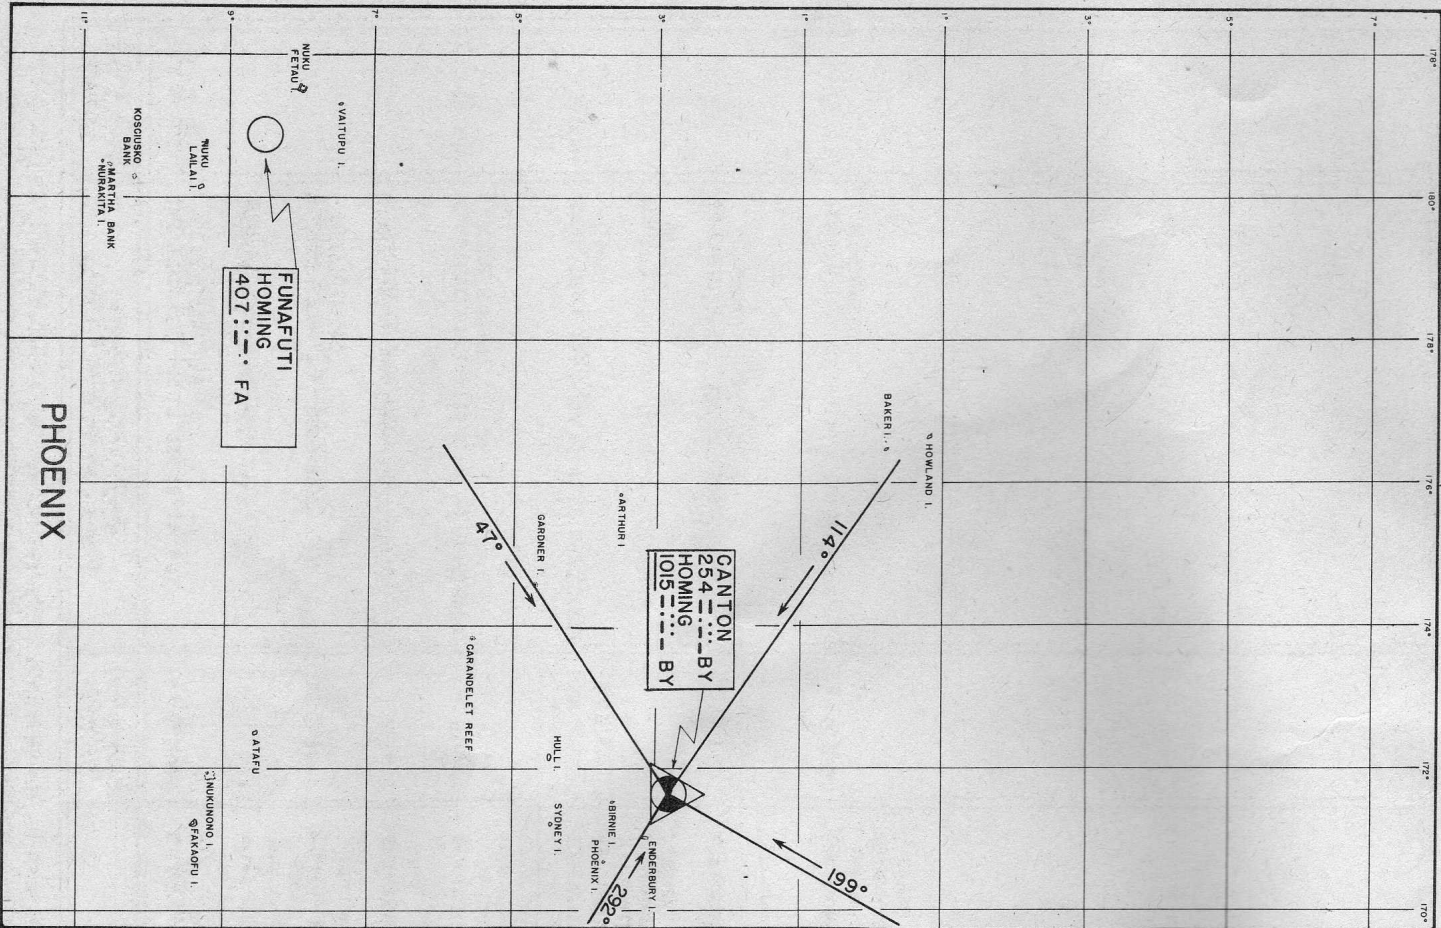 178°
180°
178°
176°
174°
172°
170°
7°
5°
3°
1°
1°
3°
5°
7°
9°
11°
HOWLAND I.
BAKER I.
114°
199°
CANTON
254 –··· –·–– BY
HOMING
1015 –··· –·–– BY
ARTHUR I
ENDERBURY I.
BIRNIE I.
PHOENIX I.
292°
GARDNER I.
HULL I.
SYDNEY I.
47°
CARANDELET REEF
VAITUPU I.
NUKU
FETAU I.
FUNAFUTI
HOMING
407 ··–· ·– FA
ATAFU
NUKU
LAILAI I.
NUKUNONO I.
FAKAOFU I.
KOSCIUSKO
BANK
MARTHA BANK
NURAKITA I.
PHOENIX